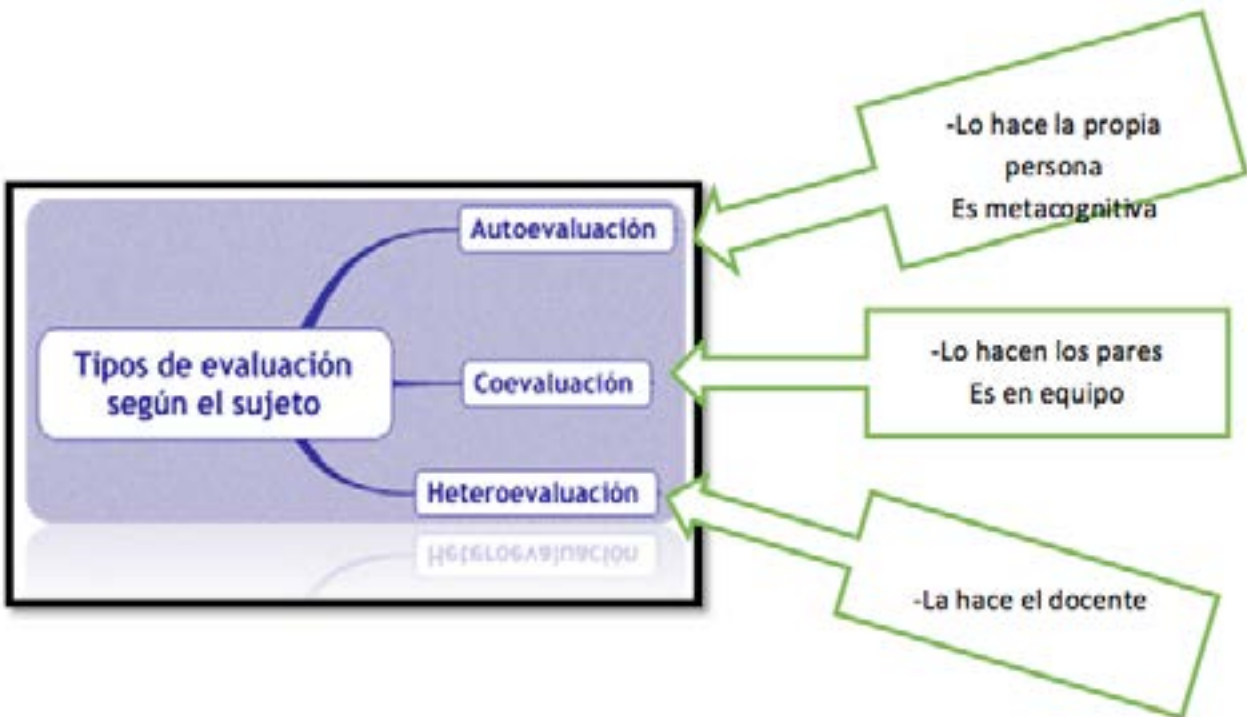 Tipos de evaluación
según el sujeto
Autoevaluación
-Lo hace la propia
persona
Es metacognitiva
Coevaluación
-Lo hacen los pares
Es en equipo
Heteroevaluación
-La hace el docente
Heteroevaluación